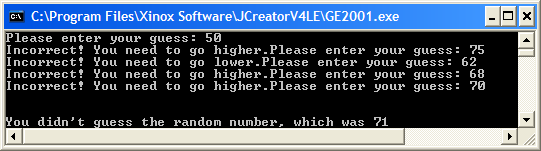 C:\Program Files\Xinox Software\JCreatorV4LE\GE2001.exe
Please enter your guess: 50
Incorrect! You need to go higher.Please enter your guess: 75
Incorrect! You need to go lower.Please enter your guess: 62
Incorrect! You need to go higher.Please enter your guess: 68
Incorrect! You need to go higher.Please enter your guess: 70
You didn't guess the random number, which was 71